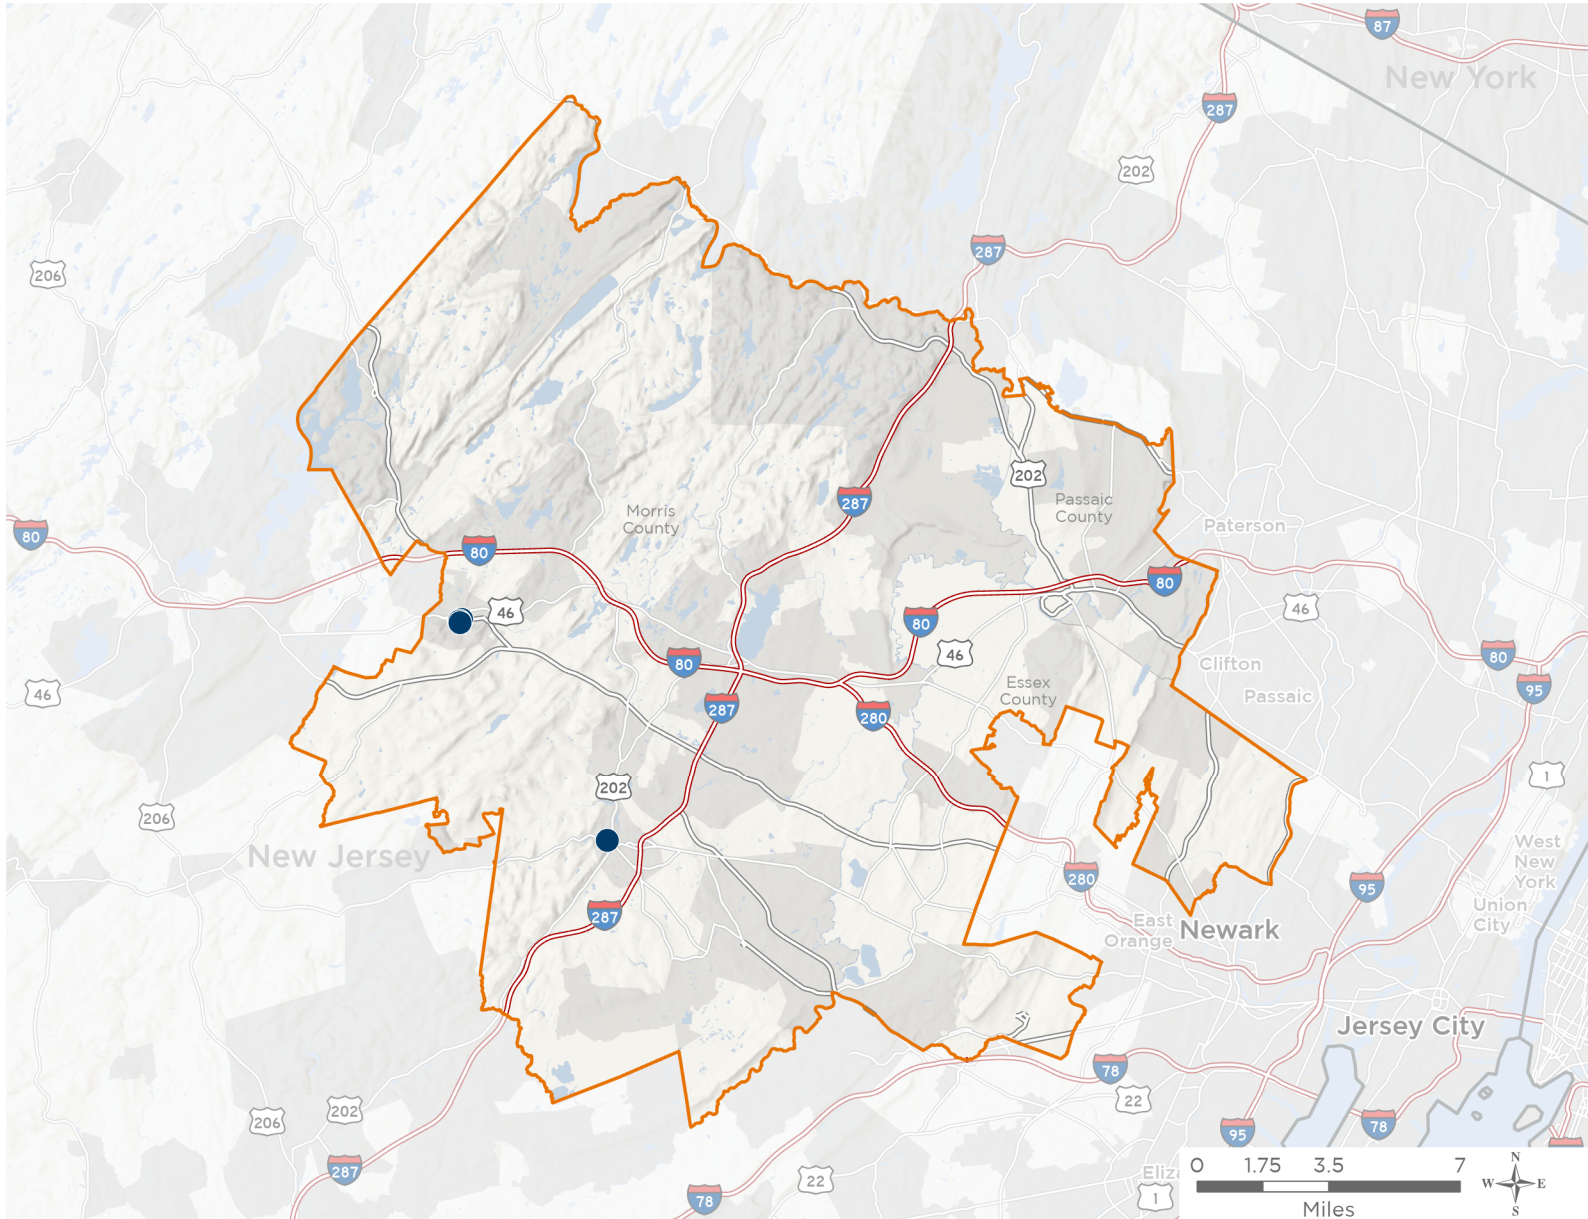 87
New York
287
202
287
206
287
202
Morris
County
Passaic
County
80
Paterson
80
80
46
46
80
46
Clifton
80
46
80
Essex
County
Passaic
95
287
280
1
202
206
New Jersey
West
New
York
280
95
Union
City
287
East
Orange
Newark
Jersey City
78
22
202
206
78
95
287
22
Eliz
1
78
0 1.75 3.5 7
Miles
N
W E
S